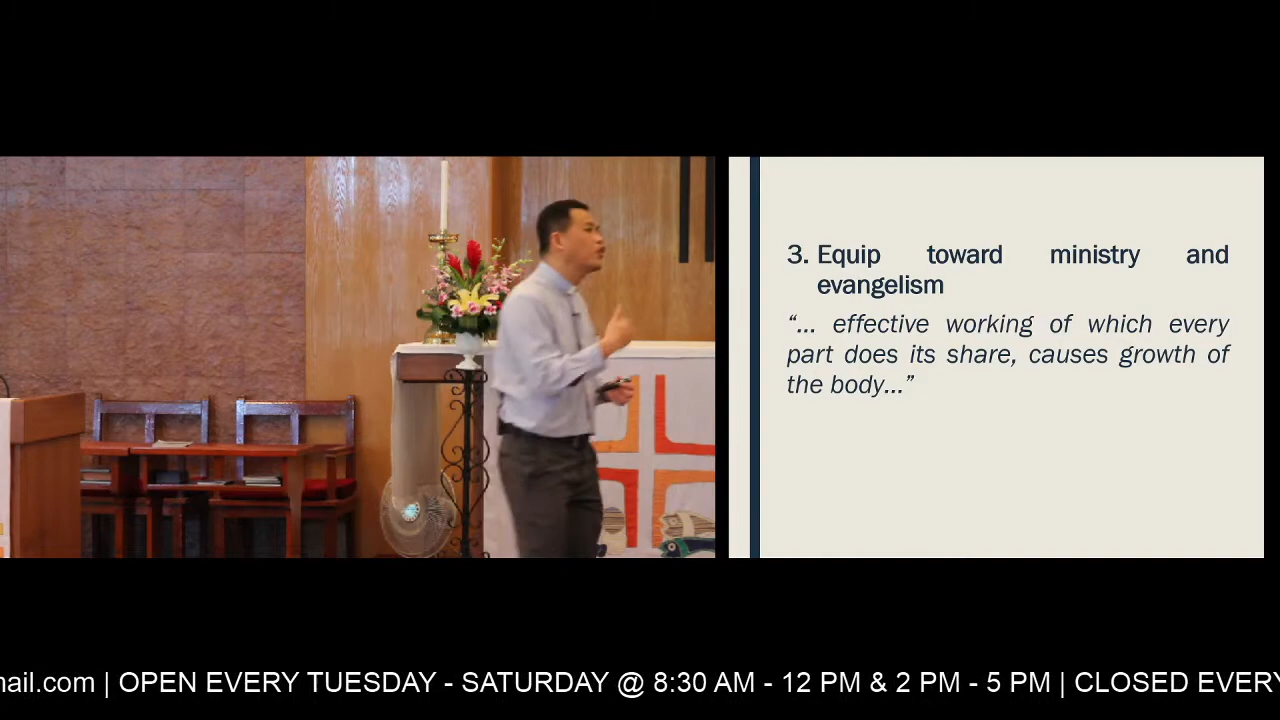 3. Equip toward ministry and
evangelism
“... effective working of which every
part does its share, causes growth of
the body...”
mail.com | OPEN EVERY TUESDAY - SATURDAY @ 8:30 AM - 12 PM & 2 PM - 5 PM | CLOSED EVERY